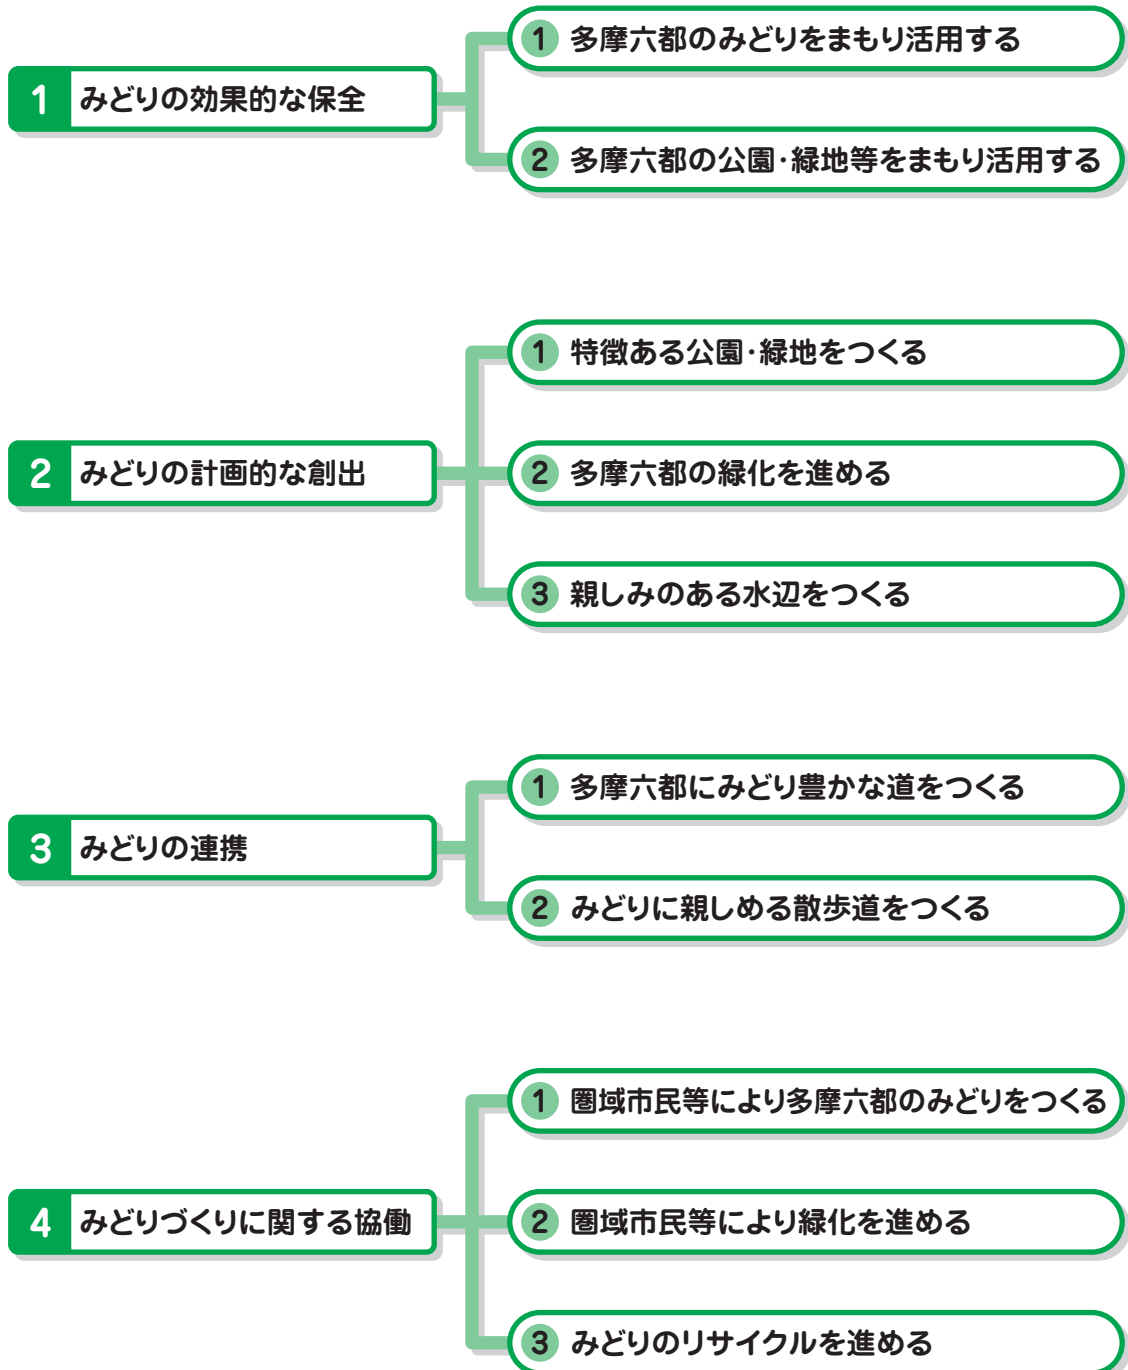 1 みどりの効果的な保全
1 多摩六都のみどりをまもり活用する
2 多摩六都の公園・緑地等をまもり活用する
2 みどりの計画的な創出
1 特徴ある公園・緑地をつくる
2 多摩六都の緑化を進める
3 親しみのある水辺をつくる
3 みどりの連携
1 多摩六都にみどり豊かな道をつくる
2 みどりに親しめる散歩道をつくる
4 みどりづくりに関する協働
1 圏域市民等により多摩六都のみどりをつくる
2 圏域市民等により緑化を進める
3 みどりのリサイクルを進める